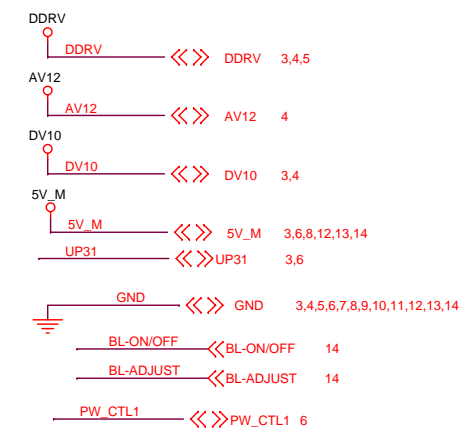 DDRV
DDRV DDRV 3,4,5
AV12
AV12 AV12 4
DV10
DV10 DV10 3,4
5V_M
5V_M 5V_M 3,6,8,12,13,14
UP31 UP31 3,6
GND GND 3,4,5,6,7,8,9,10,11,12,13,14
BL-ON/OFF BL-ON/OFF 14
BL-ADJUST BL-ADJUST 14
PW_CTL1 PW_CTL1 6